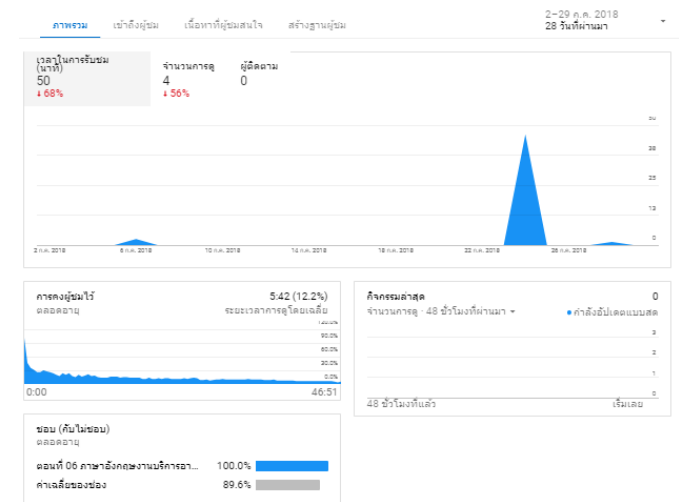 ภาพรวม เข้าถึงผู้ชม เนื้อหาที่ผู้ชมสนใจ สร้างฐานผู้ชม
2–29 ก.ค. 2018
28 วันที่ผ่านมา
เวลาในการรับชม
(นาที)
50
68%
จำนวนการดู
4
56%
ผู้ติดตาม
0
38
25
13
0
2 ก.ค. 2018 6 ก.ค. 2018 10 ก.ค. 2018 14 ก.ค. 2018 18 ก.ค. 2018 22 ก.ค. 2018 26 ก.ค. 2018
การคงผู้ชมไว้ 5:42 (12.2%)
ตลอดอายุ ระยะเวลาการดูโดยเฉลี่ย
120.0%
90.0%
60.0%
30.0%
0.0%
0:00 46:51
กิจกรรมล่าสุด 0
จำนวนการดู · 48 ชั่วโมงที่ผ่านมา กำลังอัปเดตแบบสด
3
2
1
0
48 ชั่วโมงที่แล้ว เริ่มเลย
ชอบ (กับไม่ชอบ)
ตลอดอายุ
ตอนที่ 06 ภาษาอังกฤษงานบริการอา... 100.0%
ค่าเฉลี่ยของช่อง 89.6%